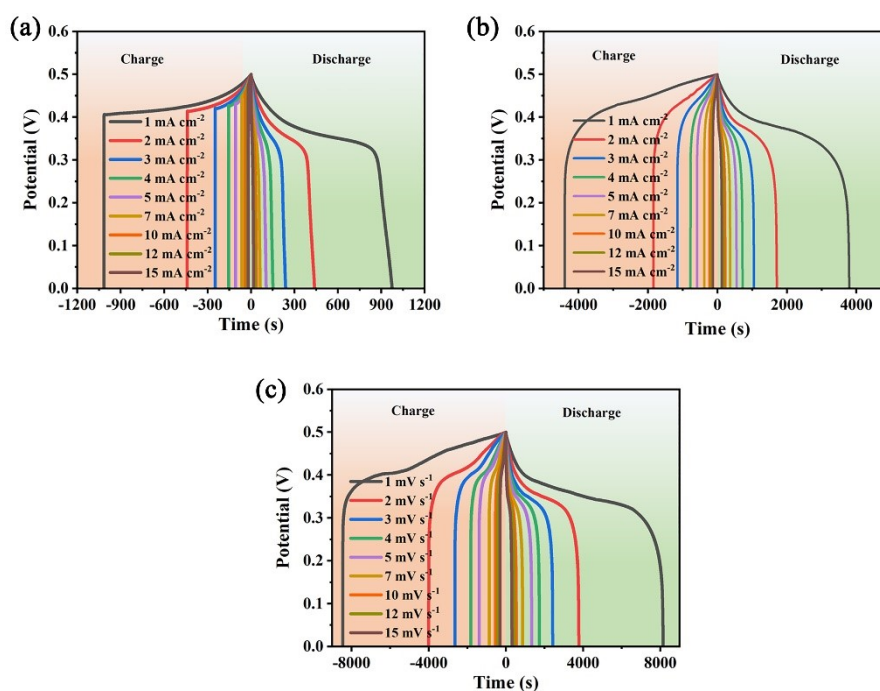 (a)
Charge
Discharge
Potential (V)
0.6
0.5
0.4
0.3
0.2
0.1
0.0
1 mA cm⁻²
2 mA cm⁻²
3 mA cm⁻²
4 mA cm⁻²
5 mA cm⁻²
7 mA cm⁻²
10 mA cm⁻²
12 mA cm⁻²
15 mA cm⁻²
-1200 -900 -600 -300 0 300 600 900 1200
Time (s)
(b)
Charge
Discharge
Potential (V)
0.6
0.5
0.4
0.3
0.2
0.1
0.0
1 mA cm⁻²
2 mA cm⁻²
3 mA cm⁻²
4 mA cm⁻²
5 mA cm⁻²
7 mA cm⁻²
10 mA cm⁻²
12 mA cm⁻²
15 mA cm⁻²
-4000 -2000 0 2000 4000
Time (s)
(c)
Charge
Discharge
Potential (V)
0.6
0.5
0.4
0.3
0.2
0.1
0.0
1 mV s⁻¹
2 mV s⁻¹
3 mV s⁻¹
4 mV s⁻¹
5 mV s⁻¹
7 mV s⁻¹
10 mV s⁻¹
12 mV s⁻¹
15 mV s⁻¹
-8000 -4000 0 4000 8000
Time (s)